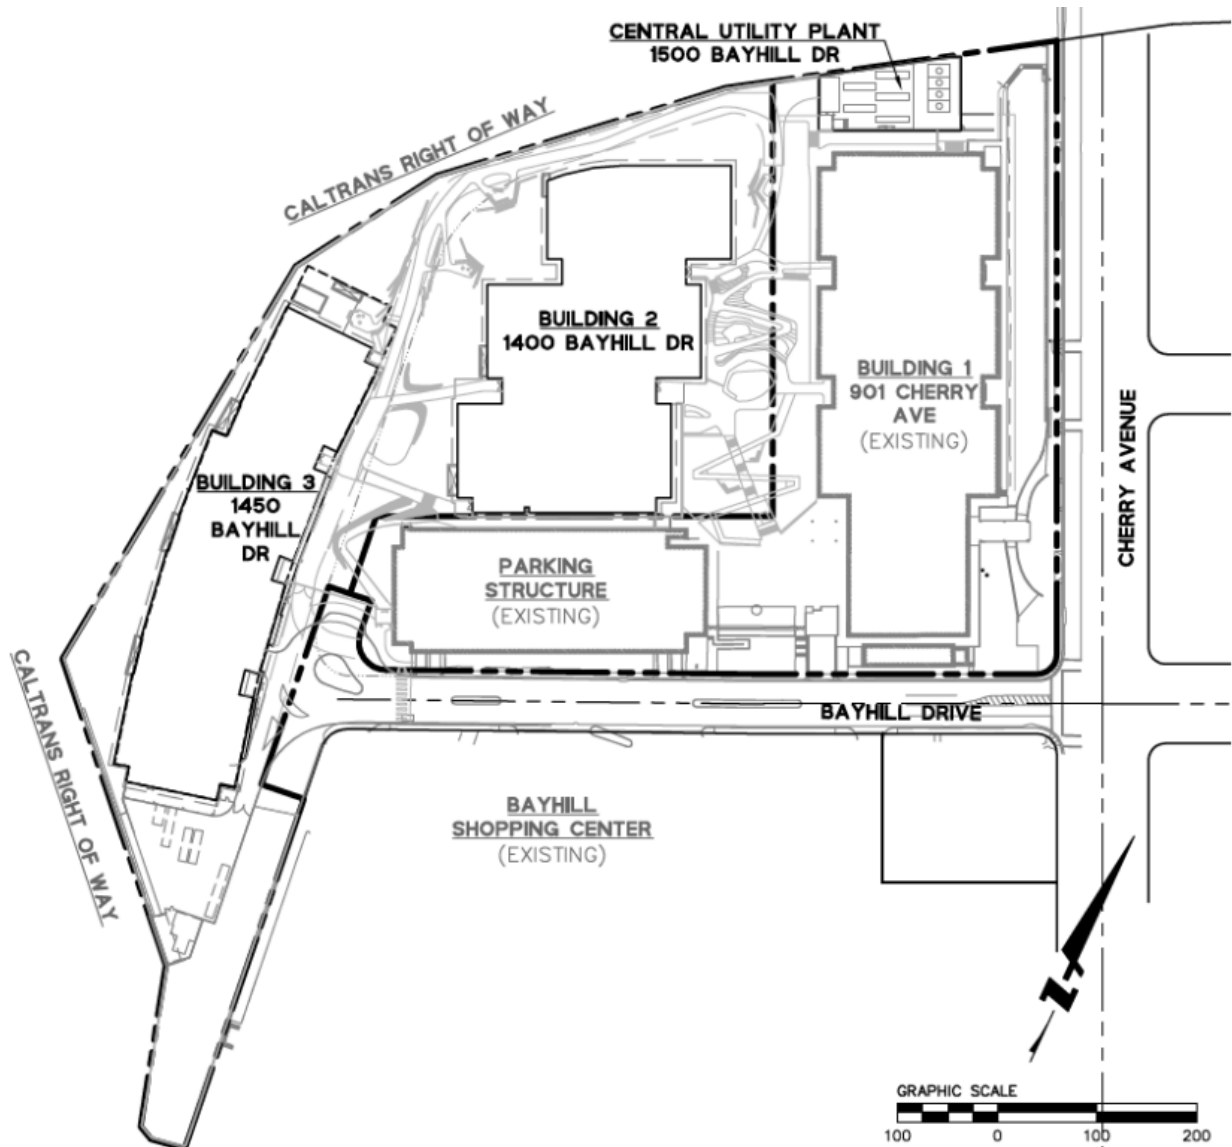 CENTRAL UTILITY PLANT
1500 BAYHILL DR
CALTRANS RIGHT OF WAY
BUILDING 2
1400 BAYHILL DR
BUILDING 1
901 CHERRY
AVE
(EXISTING)
CHERRY AVENUE
BUILDING 3
1450
BAYHILL
DR
PARKING
STRUCTURE
(EXISTING)
CALTRANS RIGHT OF WAY
BAYHILL DRIVE
BAYHILL
SHOPPING CENTER
(EXISTING)
N
GRAPHIC SCALE
100 0 100 200